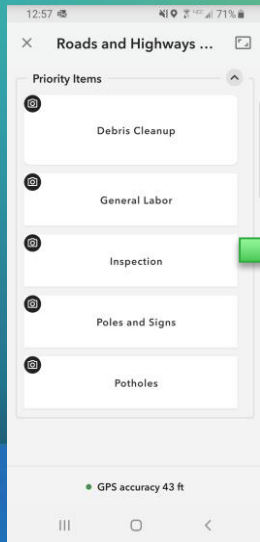 12:57
71%
× Roads and Highways ...
Priority Items
Debris Cleanup
General Labor
Inspection
Poles and Signs
Potholes
GPS accuracy 43 ft